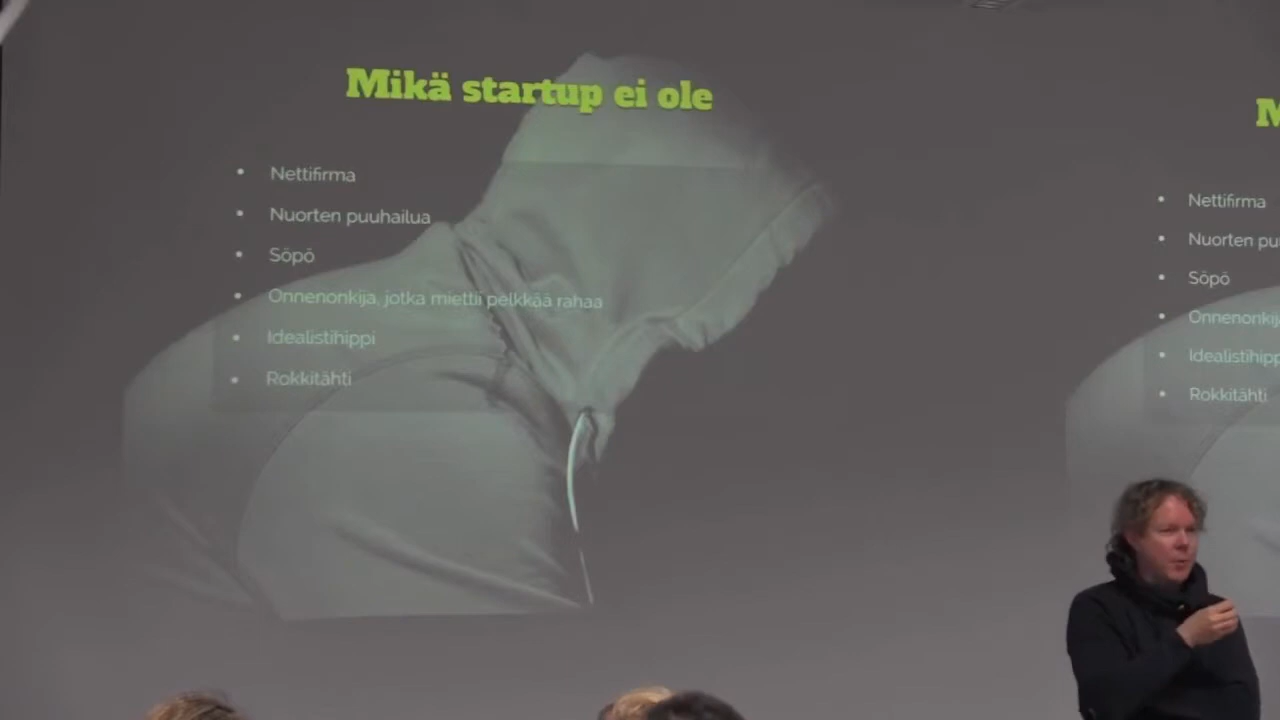 Mikä startup ei ole
• Nettifirma
• Nuorten puuhailua
• Söpö
• Onnenonkija, jotka miettii pelkkää rahaa
• Idealistihippi
• Rokkitähti
M
• Nettifirma
• Nuorten pu
• Söpö
• Onnenonkij
• Idealistihipp
• Rokkitähti